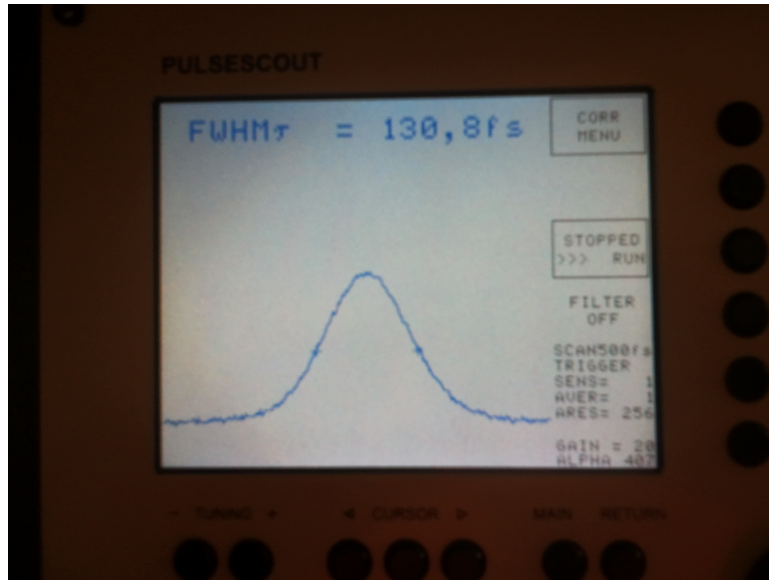 PULSESCOUT
FWHMτ = 130,8fs
CORR
MENU
STOPPED
>>> RUN
FILTER
OFF
SCAN500fs
TRIGGER
SENS= 1
AVER= 1
ARES= 256
GAIN = 20
ALPHA 407
- TUNING +
◁ CURSOR ▷
MAIN RETURN